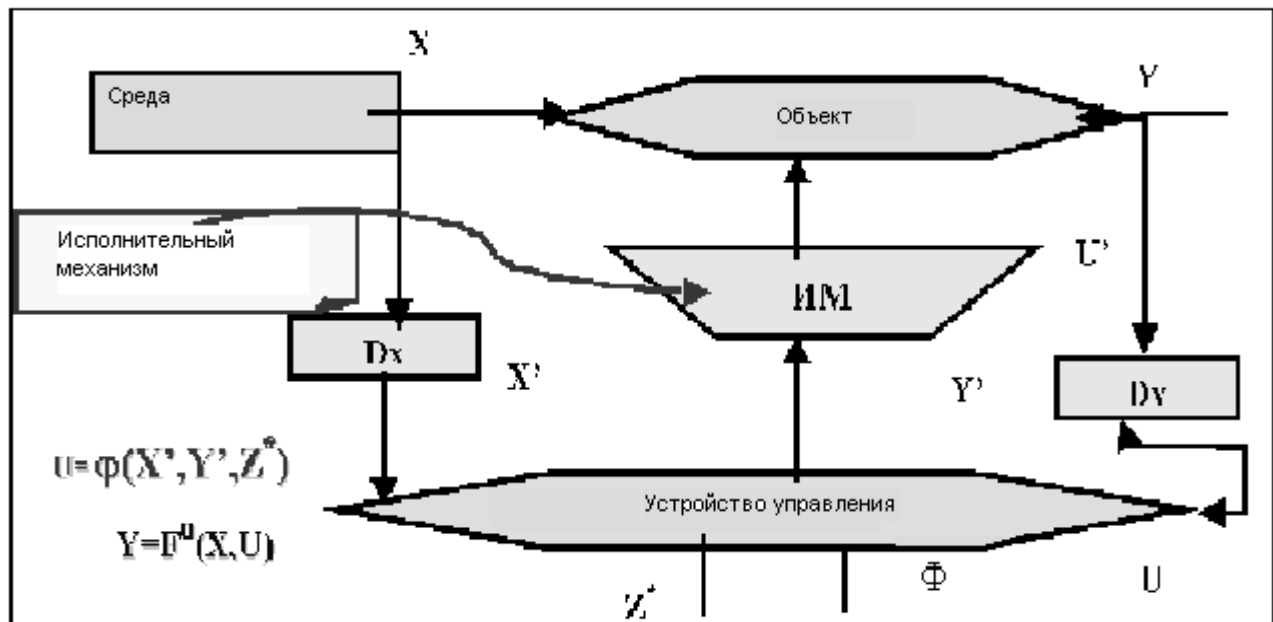 X
Среда
Y
Объект
Исполнительный
механизм
U'
ИМ
Dx
X'
Y'
Dy
U=φ(X',Y',Z*)
Устройство управления
Y=F^u(X,U)
Z*
Φ
U